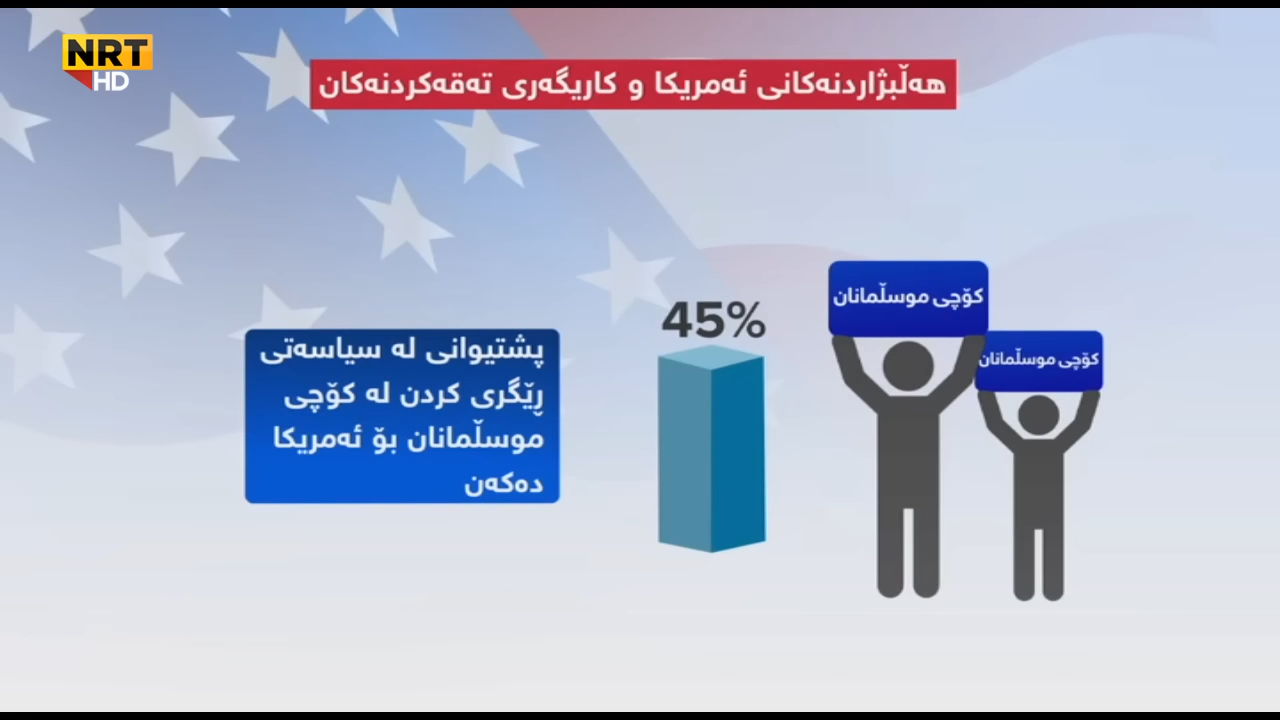 NRT
HD
هەڵبژاردنەکانی ئەمریکا و کاریگەری تەقەکردنەکان
کۆچی موسڵمانان
کۆچی موسڵمانان
45%
پشتیوانی لە سیاسەتی
ڕێگری کردن لە کۆچی
موسڵمانان بۆ ئەمریکا
دەکەن